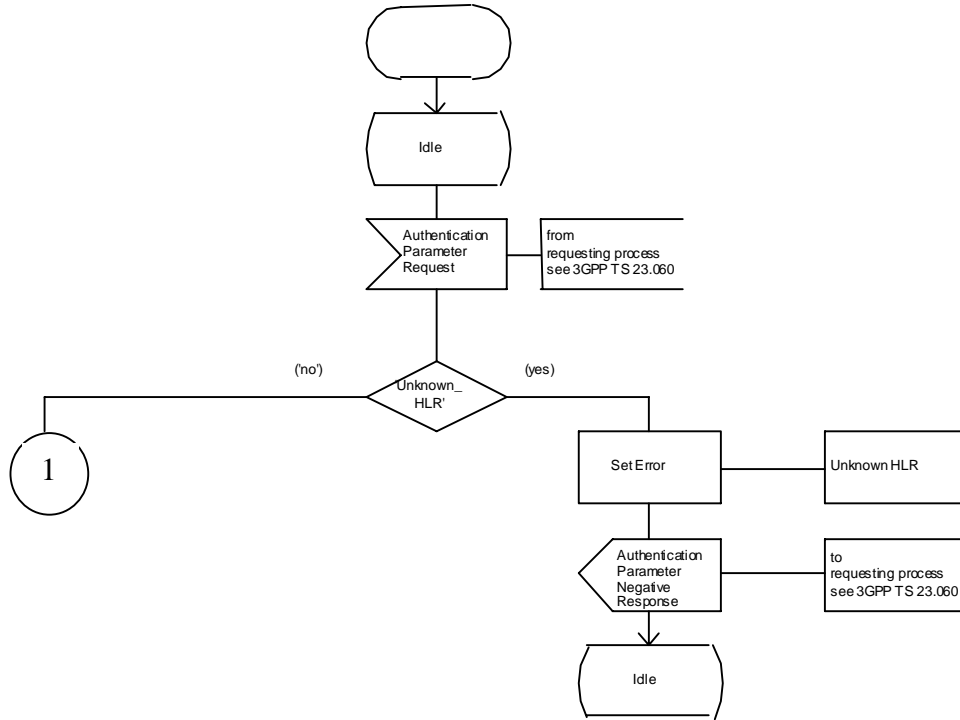 Idle
Authentication
Parameter
Request
from
requesting process
see 3GPP TS 23.060
('no')
'Unknown_
HLR'
(yes)
1
Set Error
Unknown HLR
Authentication
Parameter
Negative
Response
to
requesting process
see 3GPP TS 23.060
Idle